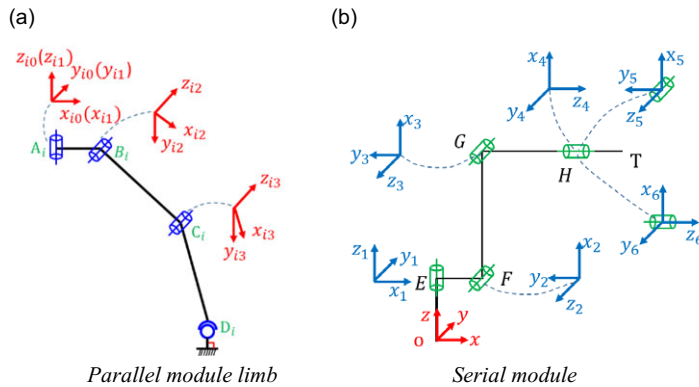 (a)
(b)
z_{i0}(z_{i1})
y_{i0}(y_{i1})
x_{i0}(x_{i1})
z_{i2}
x_{i2}
y_{i2}
A_i
B_i
z_{i3}
x_{i3}
y_{i3}
C_i
D_i
Parallel module limb
x_4
z_4
y_4
x_5
y_5
z_5
x_3
y_3
z_3
G
H
T
x_6
z_6
y_6
z_1
y_1
x_1
E
F
x_2
y_2
z_2
z
y
o
x
Serial module